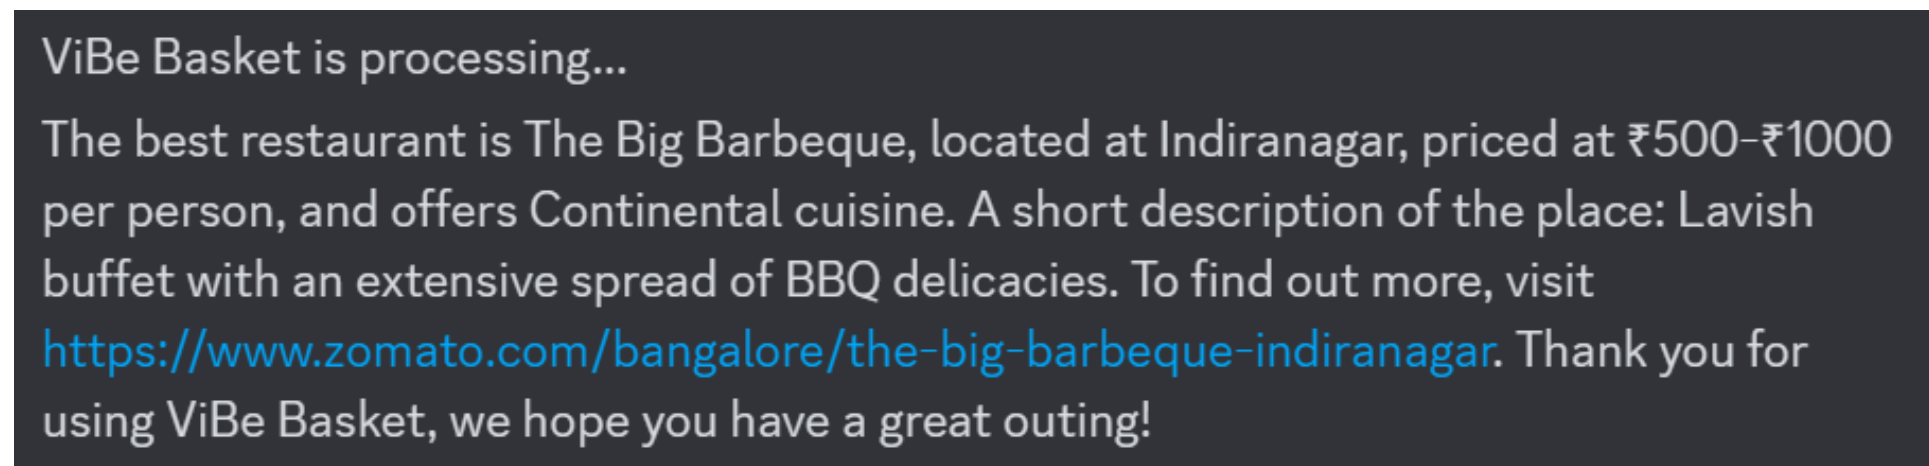 ViBe Basket is processing...
The best restaurant is The Big Barbeque, located at Indiranagar, priced at ₹500-₹1000
per person, and offers Continental cuisine. A short description of the place: Lavish
buffet with an extensive spread of BBQ delicacies. To find out more, visit
https://www.zomato.com/bangalore/the-big-barbeque-indiranagar. Thank you for
using ViBe Basket, we hope you have a great outing!